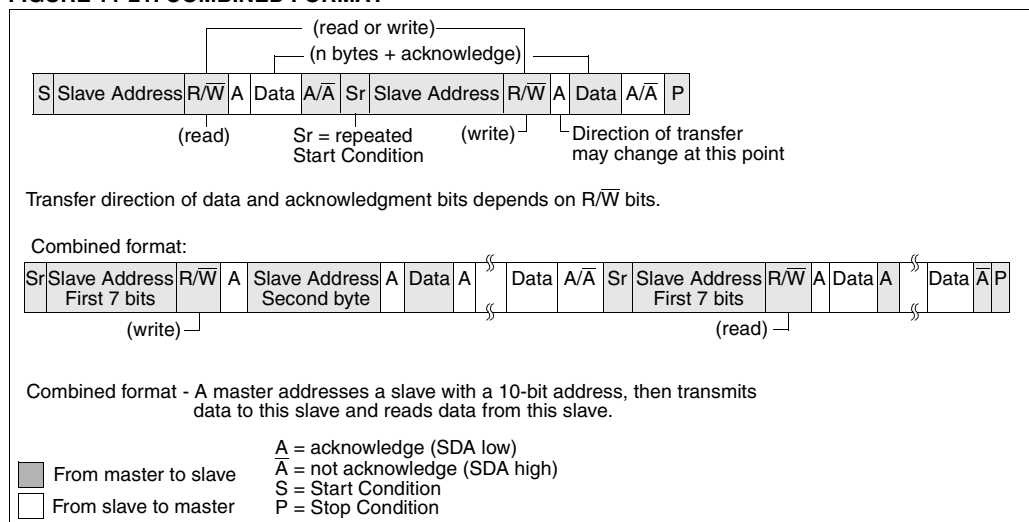 (read or write)
(n bytes + acknowledge)
S Slave Address R/W̅ A Data A/A̅ Sr Slave Address R/W̅ A Data A/A̅ P
(read) Sr = repeated Start Condition (write) Direction of transfer may change at this point
Transfer direction of data and acknowledgment bits depends on R/W̅ bits.
Combined format:
Sr Slave Address First 7 bits R/W̅ A Slave Address Second byte A Data A Data A/A̅ Sr Slave Address First 7 bits R/W̅ A Data A Data A̅ P
(write) (read)
Combined format - A master addresses a slave with a 10-bit address, then transmits
data to this slave and reads data from this slave.
A = acknowledge (SDA low)
A̅ = not acknowledge (SDA high)
S = Start Condition
P = Stop Condition
From master to slave
From slave to master